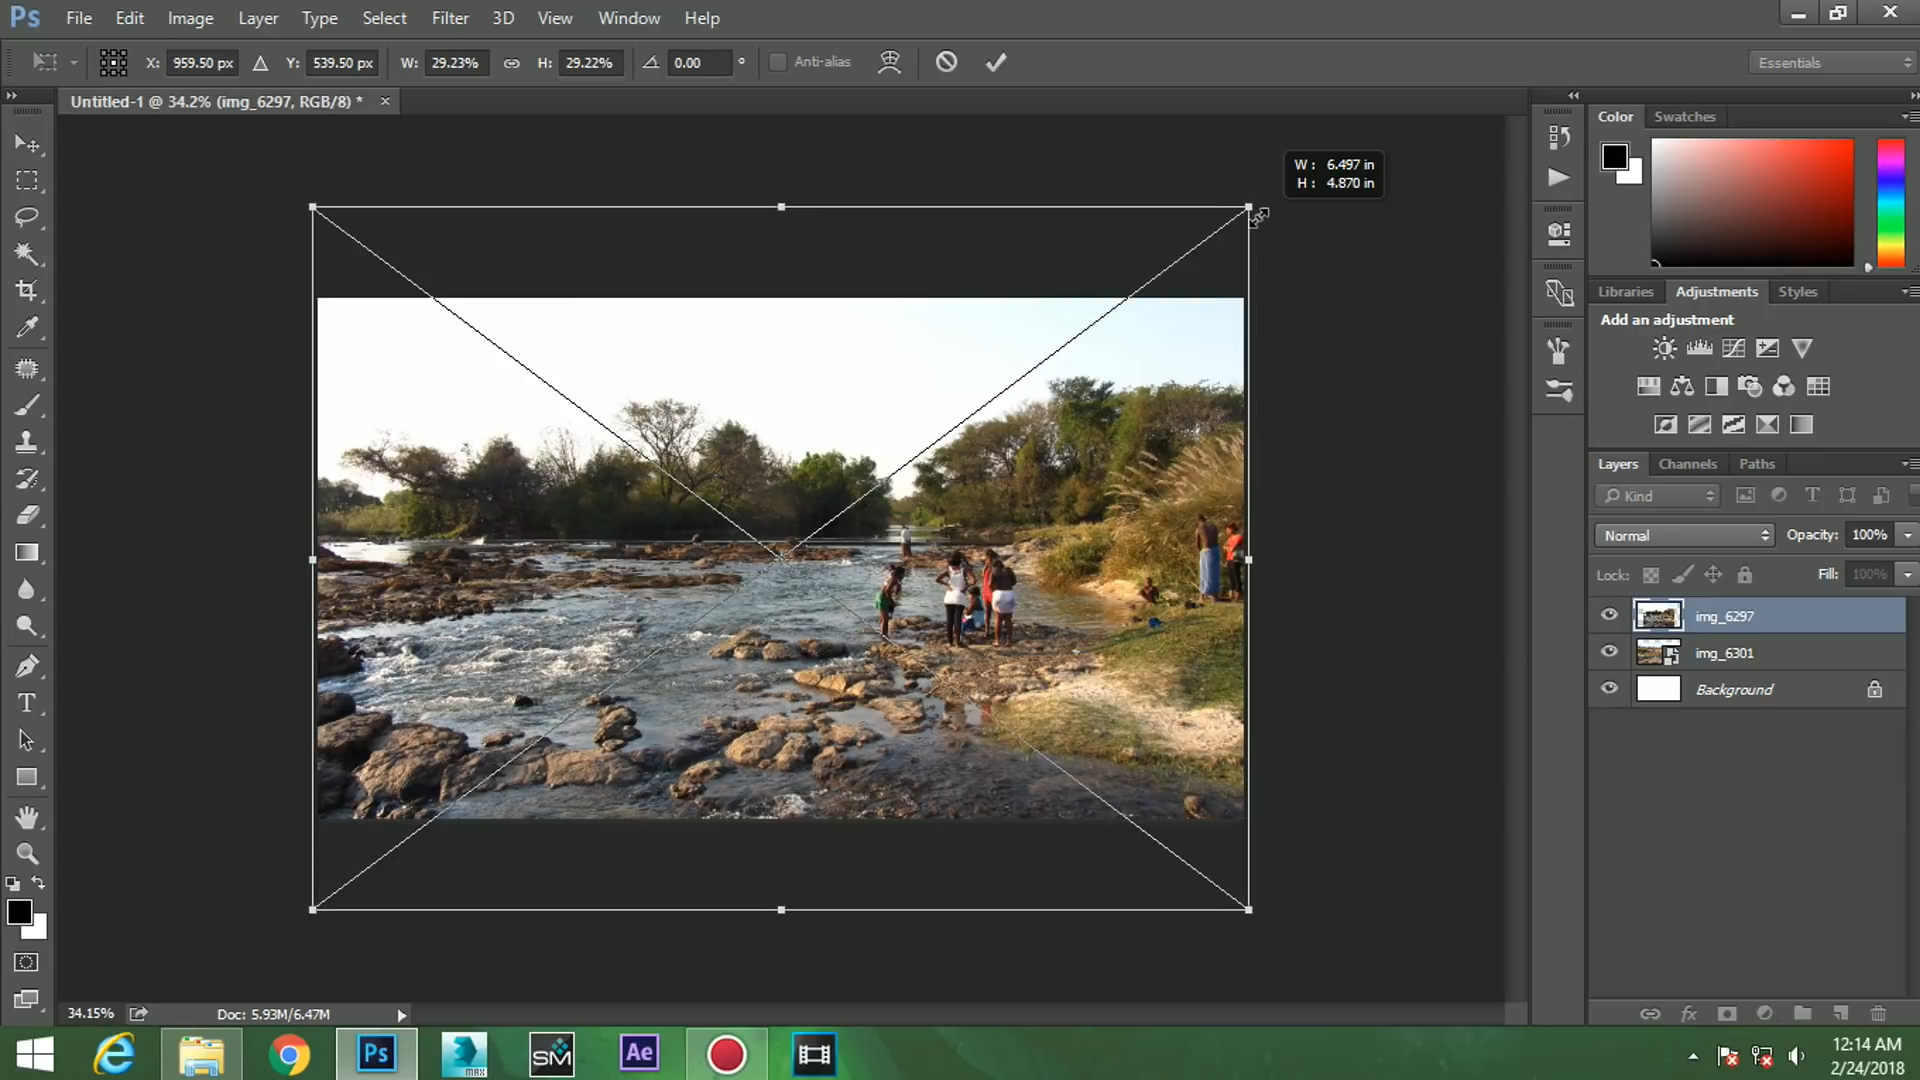 Ps File Edit Image Layer Type Select Filter 3D View Window Help
X: 959.50 px Y: 539.50 px W: 29.23% H: 29.22% 0.00 ° Anti-alias Essentials
Untitled-1 @ 34.2% (img_6297, RGB/8) * ×
W : 6.497 in
H : 4.870 in
Color Swatches
Libraries Adjustments Styles
Add an adjustment
Layers Channels Paths
Kind
Normal Opacity: 100%
Lock: Fill: 100%
img_6297
img_6301
Background
34.15% Doc: 5.93M/6.47M
Ps MAX SM Ae
12:14 AM
2/24/2018